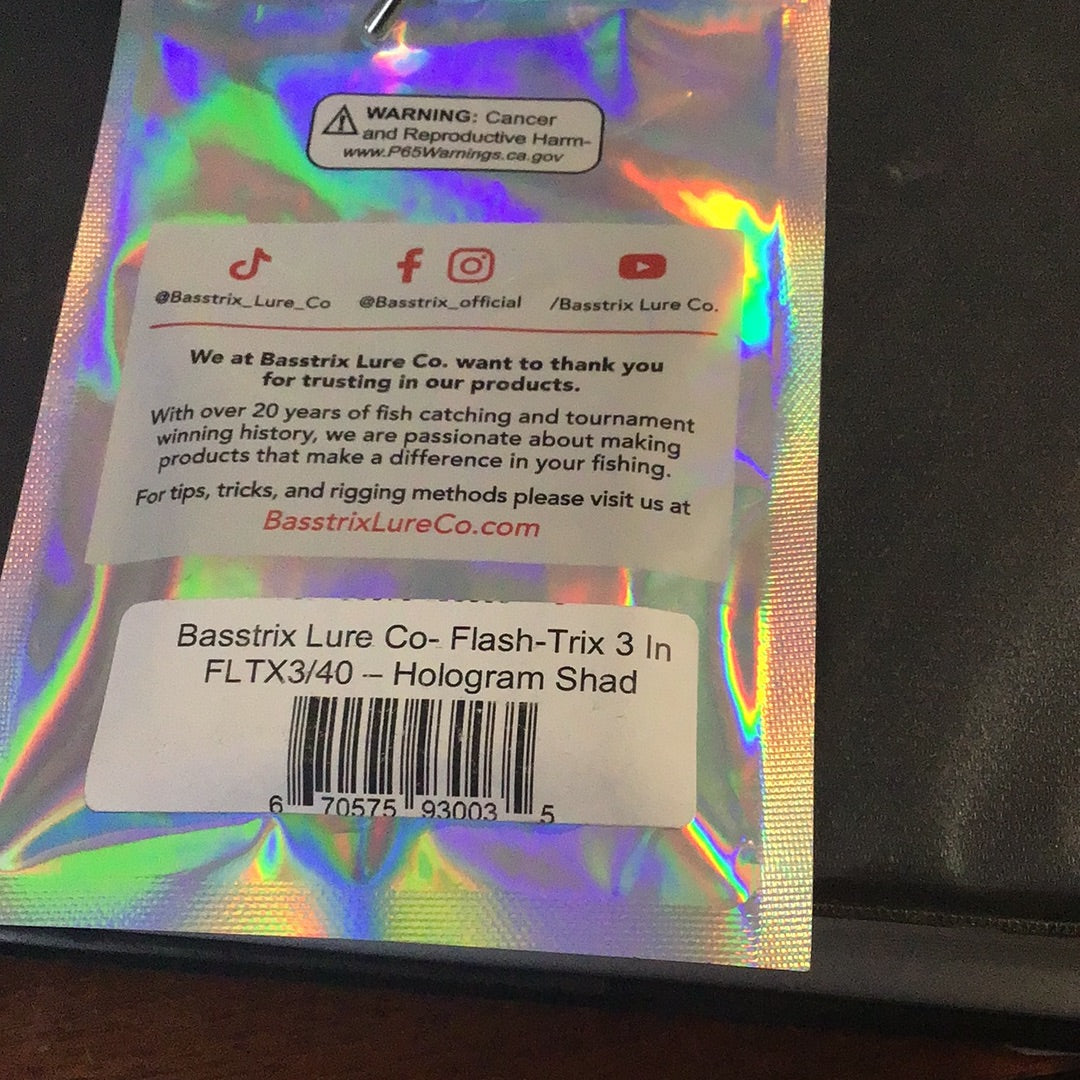 WARNING: Cancer
and Reproductive Harm-
www.P65Warnings.ca.gov
@Basstrix_Lure_Co @Basstrix_official /Basstrix Lure Co.
We at Basstrix Lure Co. want to thank you
for trusting in our products.
With over 20 years of fish catching and tournament
winning history, we are passionate about making
products that make a difference in your fishing.
For tips, tricks, and rigging methods please visit us at
BasstrixLureCo.com
Basstrix Lure Co- Flash-Trix 3 In
FLTX3/40 -- Hologram Shad
6 70575 93003 5